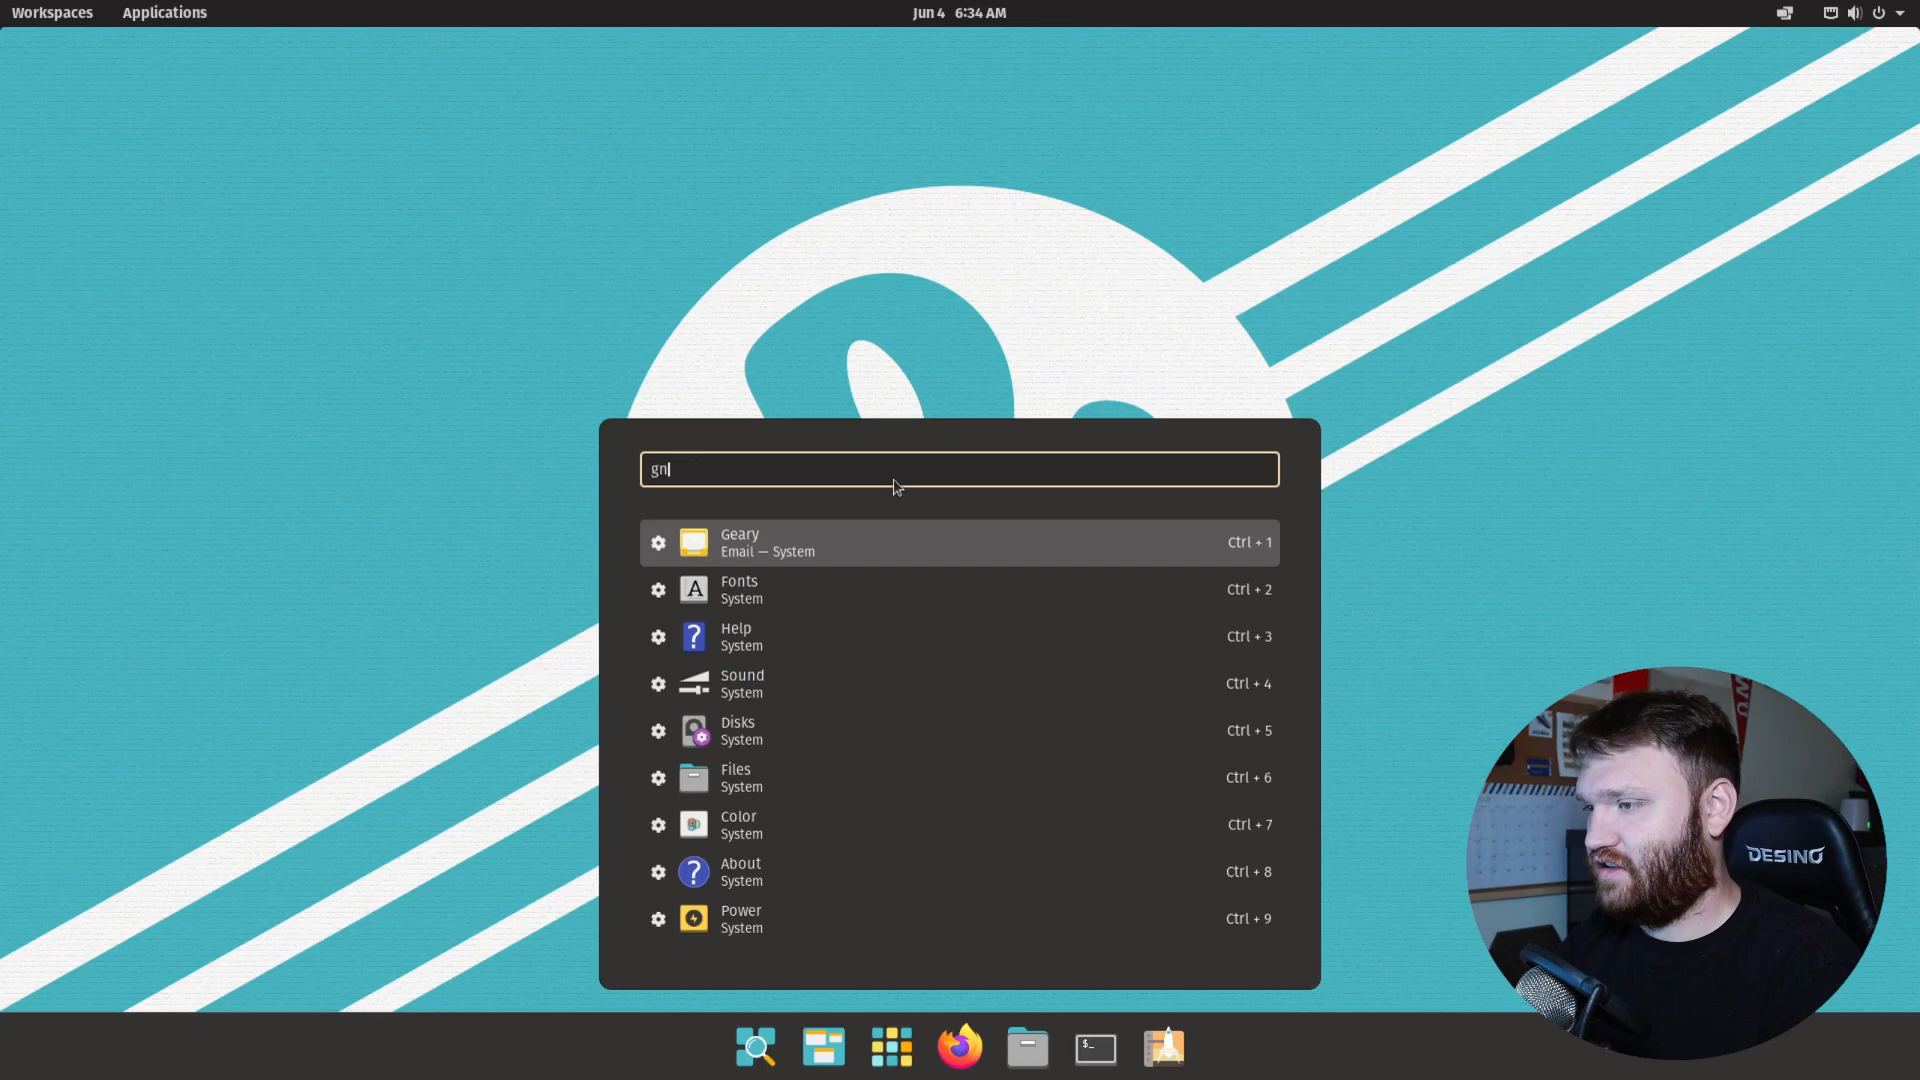 Workspaces Applications Jun 4 6:34 AM
gn
Geary
Email — System Ctrl + 1
Fonts
System Ctrl + 2
Help
System Ctrl + 3
Sound
System Ctrl + 4
Disks
System Ctrl + 5
Files
System Ctrl + 6
Color
System Ctrl + 7
About
System Ctrl + 8
Power
System Ctrl + 9
DESINO
$_